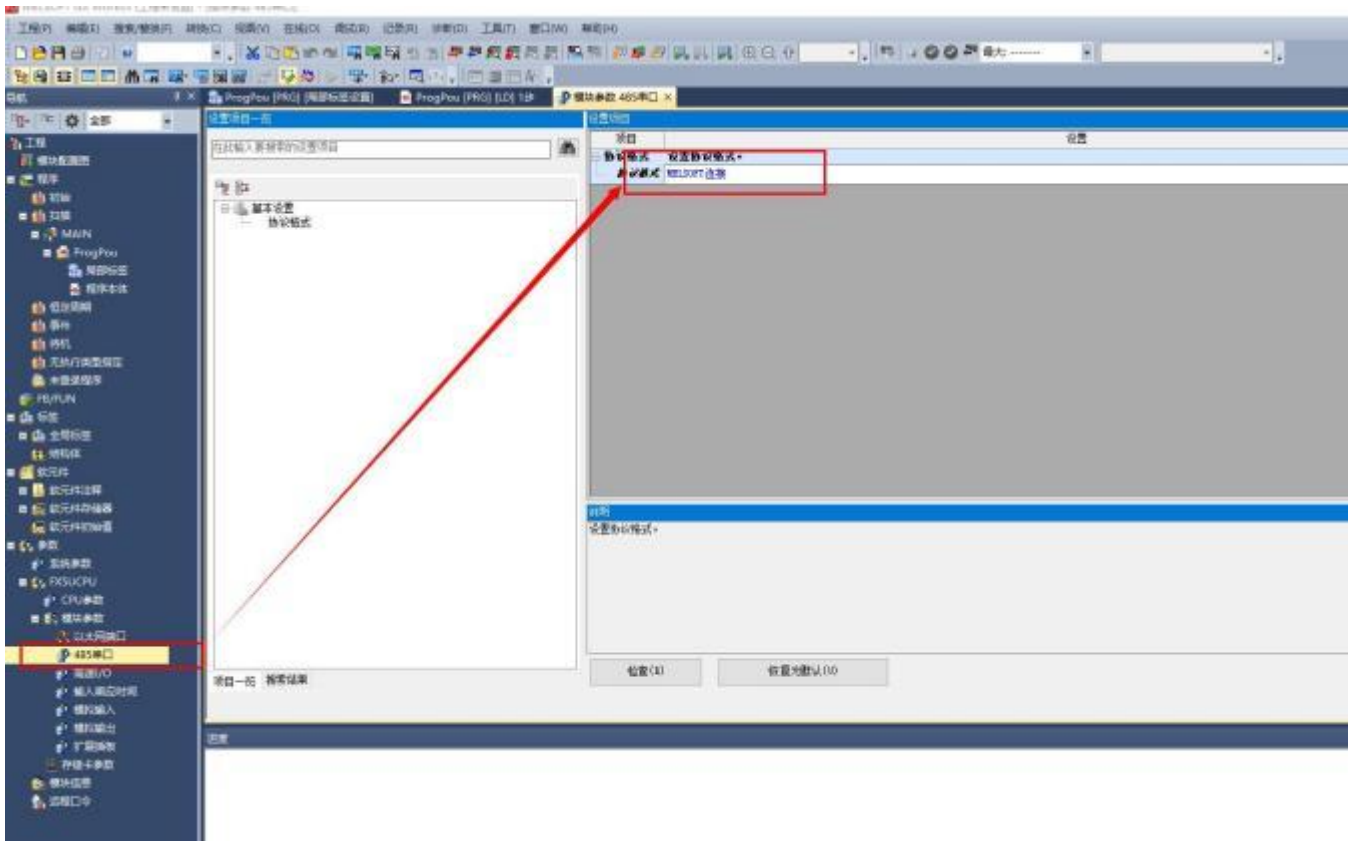 工程(P) 编辑(E) 搜索/替换(F) 转换(C) 视图(V) 在线(O) 调试(B) 记录(R) 诊断(D) 工具(T) 窗口(W) 帮助(H)
最大:
ProgPou [PRG] [局部标签设置]
ProgPou [PRG] [LD] 1步
模块参数 485串口
导航
全部
工程
模块配置图
程序
初始
扫描
MAIN
ProgPou
局部标签
程序本体
恒定周期
事件
待机
无执行类型指定
未登录程序
FB/FUN
标签
全局标签
结构体
软元件
软元件注释
软元件存储器
软元件初始值
参数
系统参数
FX5UCPU
CPU参数
模块参数
以太网端口
485串口
高速I/O
输入响应时间
模拟输入
模拟输出
扩展插板
存储卡参数
模块信息
远程口令
设置项目一览
在此输入要搜索的设置项目
基本设置
协议格式
项目一览 搜索结果
设置项目
项目 设置
协议格式 设置协议格式。
协议格式 MELSOFT连接
说明
设置协议格式。
检查(K) 恢复为默认(U)
进度